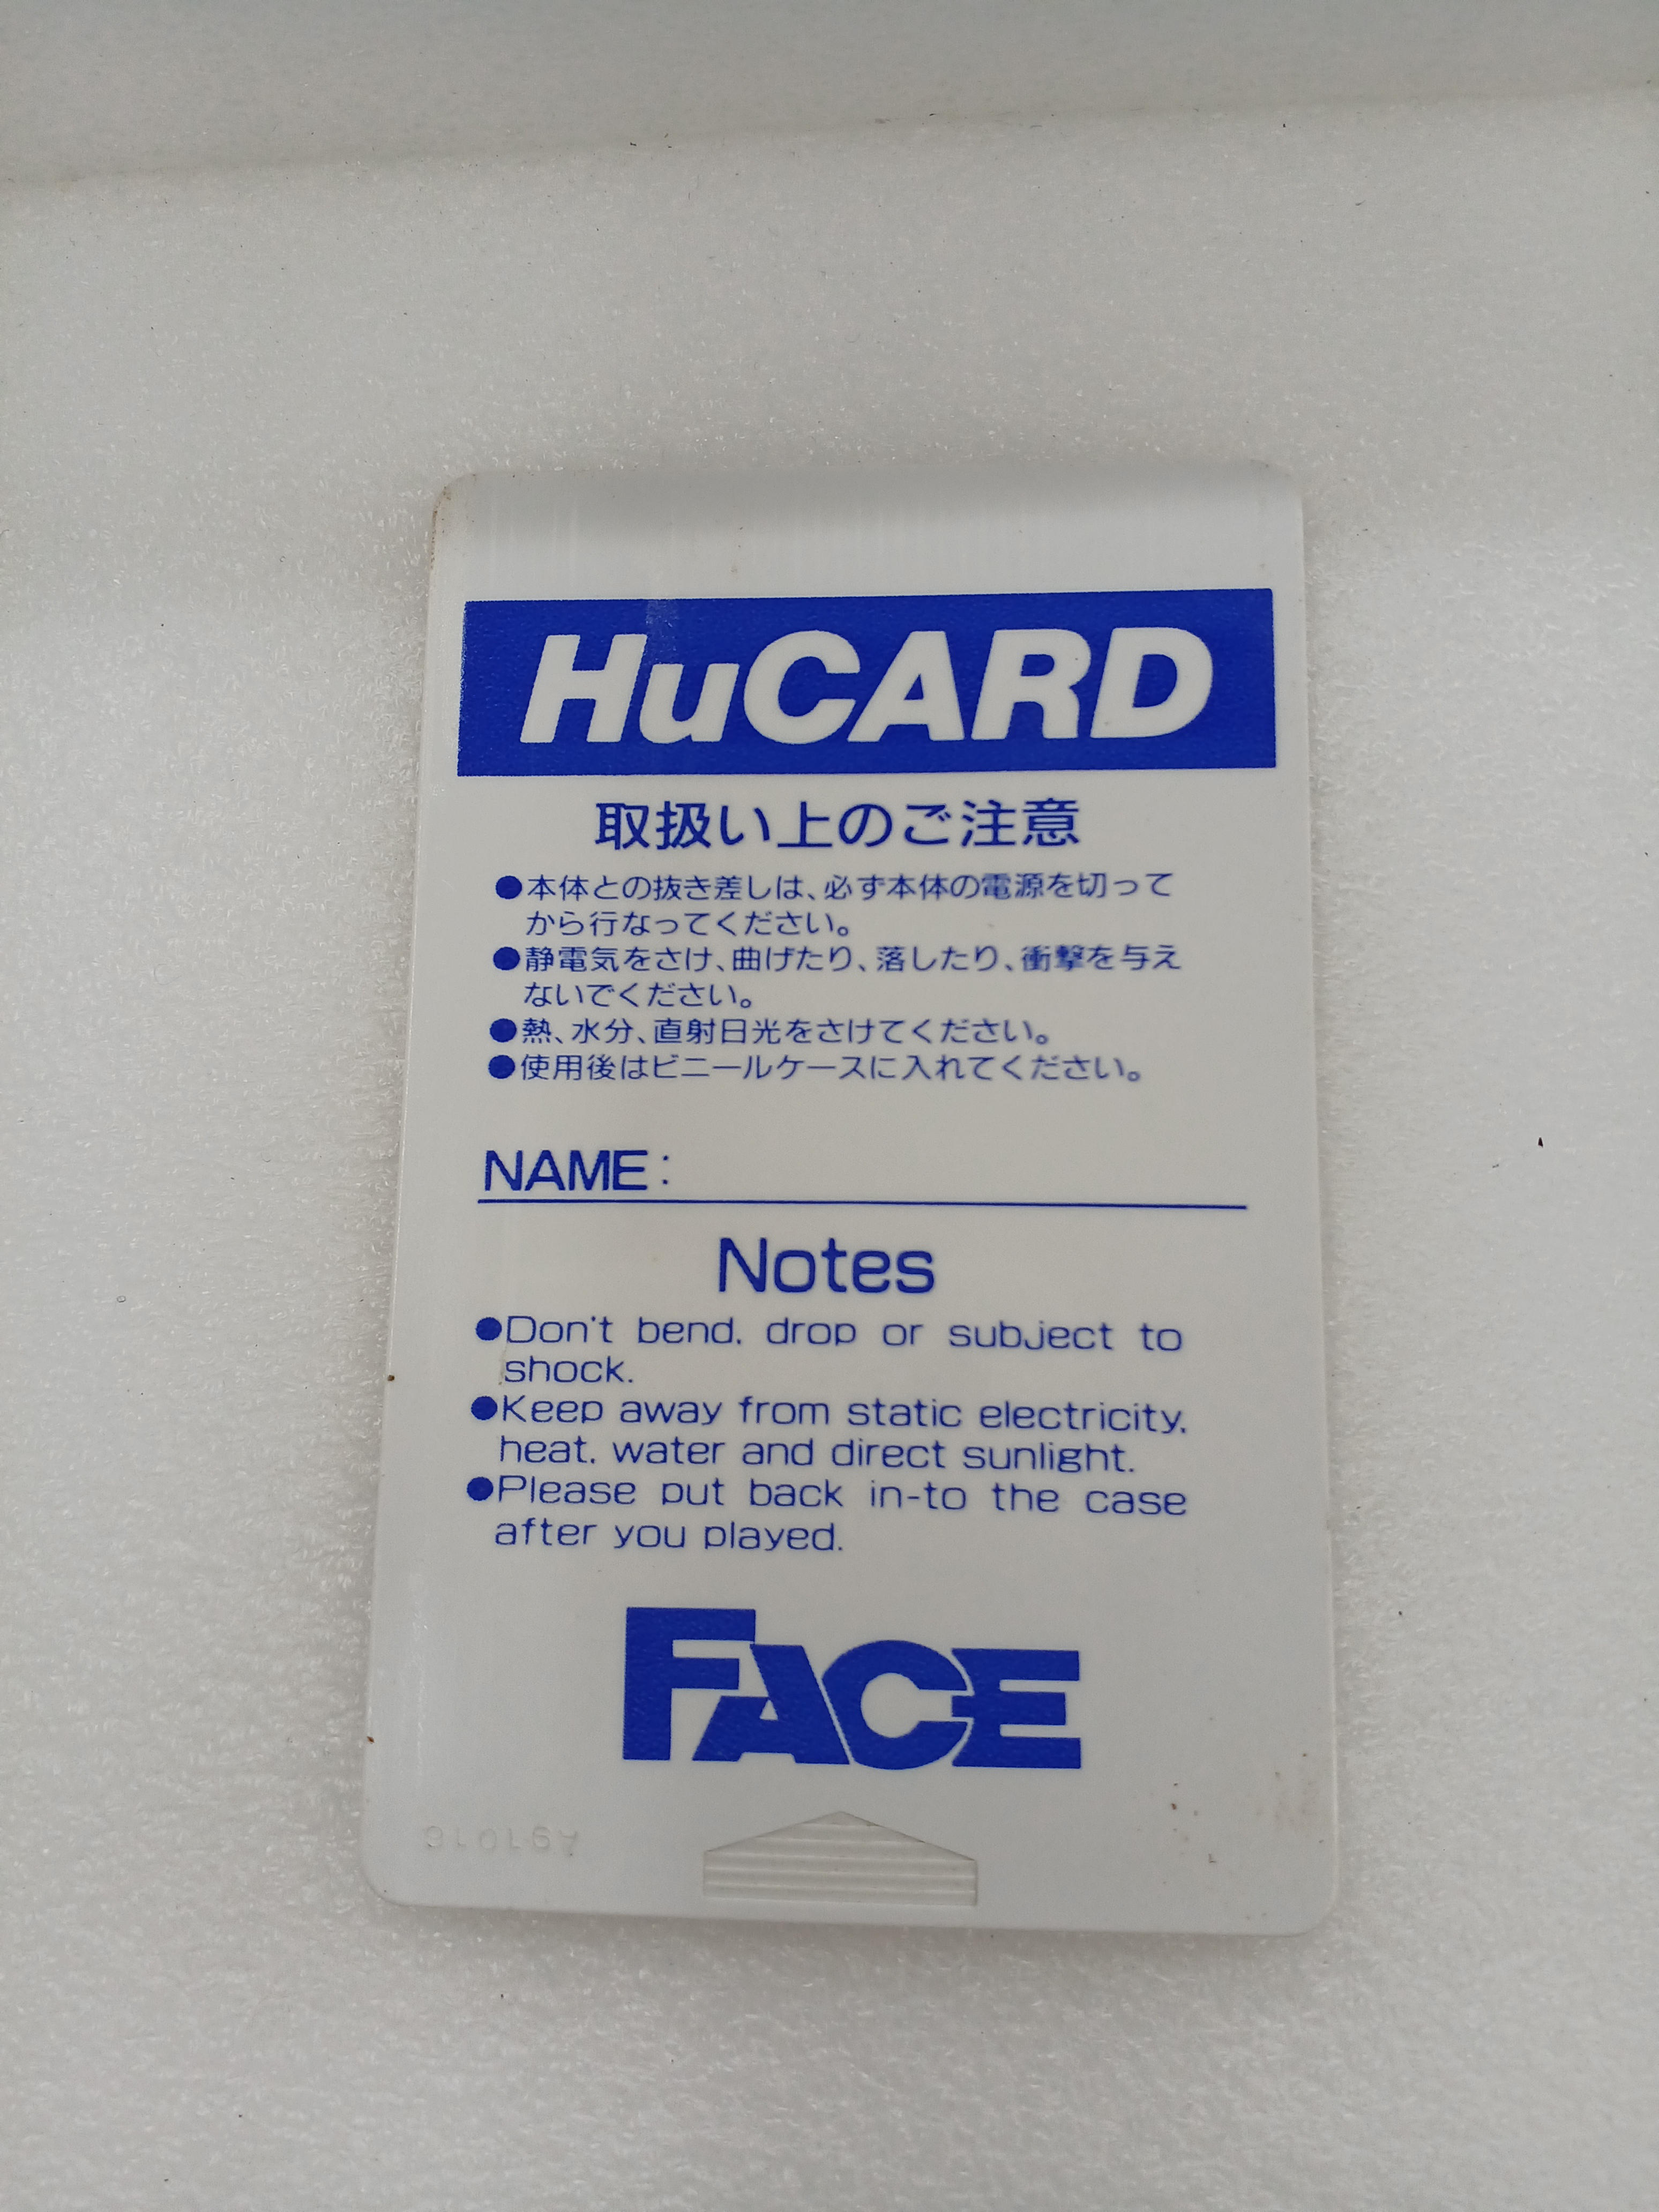 HuCARD
取扱い上のご注意
●本体との抜き差しは、必ず本体の電源を切って
から行なってください。
●静電気をさけ、曲げたり、落したり、衝撃を与え
ないでください。
●熱、水分、直射日光をさけてください。
●使用後はビニールケースに入れてください。
NAME:
Notes
●Don't bend, drop or subject to
shock.
●Keep away from static electricity,
heat, water and direct sunlight.
●Please put back in-to the case
after you played.
FACE